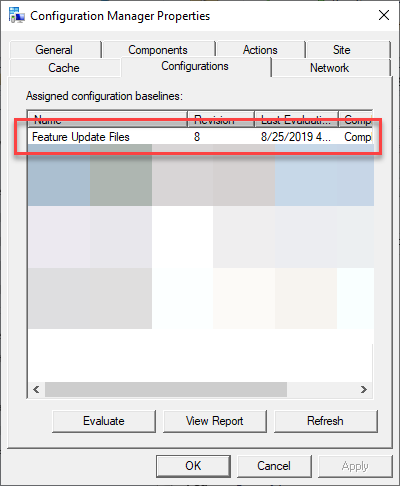 Configuration Manager Properties
General Components Actions Site
Cache Configurations Network
Assigned configuration baselines:
Name Revision Last Evaluati... Comp
Feature Update Files 8 8/25/2019 4... Compl
Evaluate View Report Refresh
OK Cancel Apply